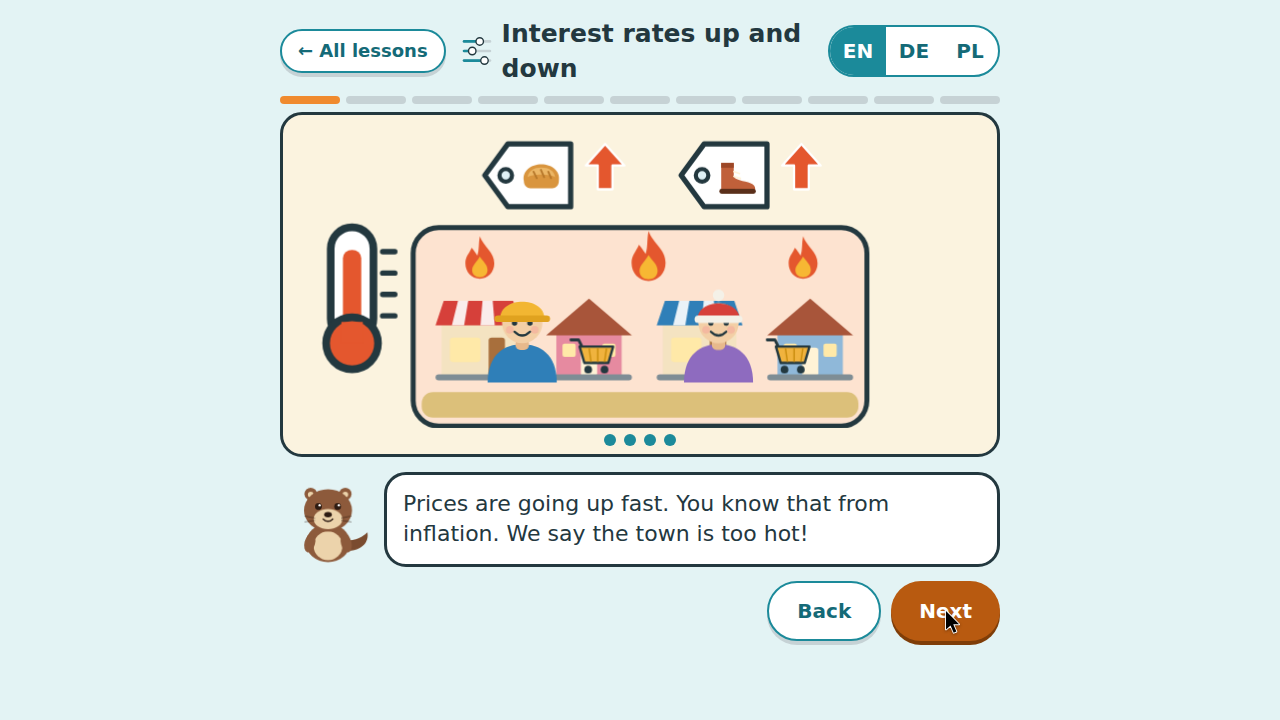 ← All lessons
Interest rates up and
down
EN DE PL
Prices are going up fast. You know that from
inflation. We say the town is too hot!
Back
Next